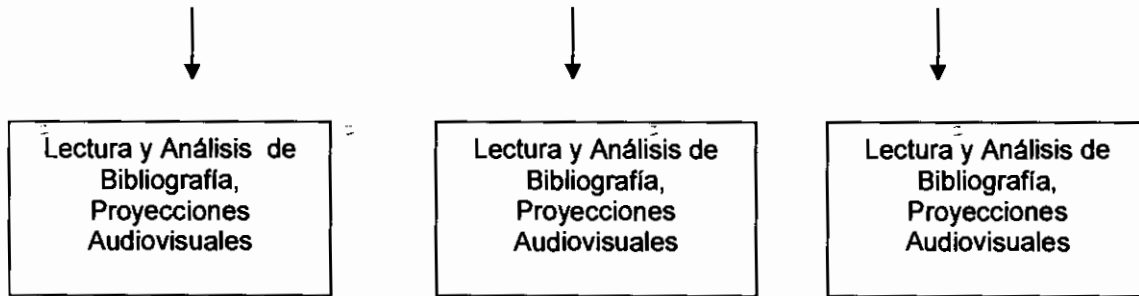 Lectura y Análisis de
Bibliografía,
Proyecciones
Audiovisuales
Lectura y Análisis de
Bibliografía,
Proyecciones
Audiovisuales
Lectura y Análisis de
Bibliografía,
Proyecciones
Audiovisuales